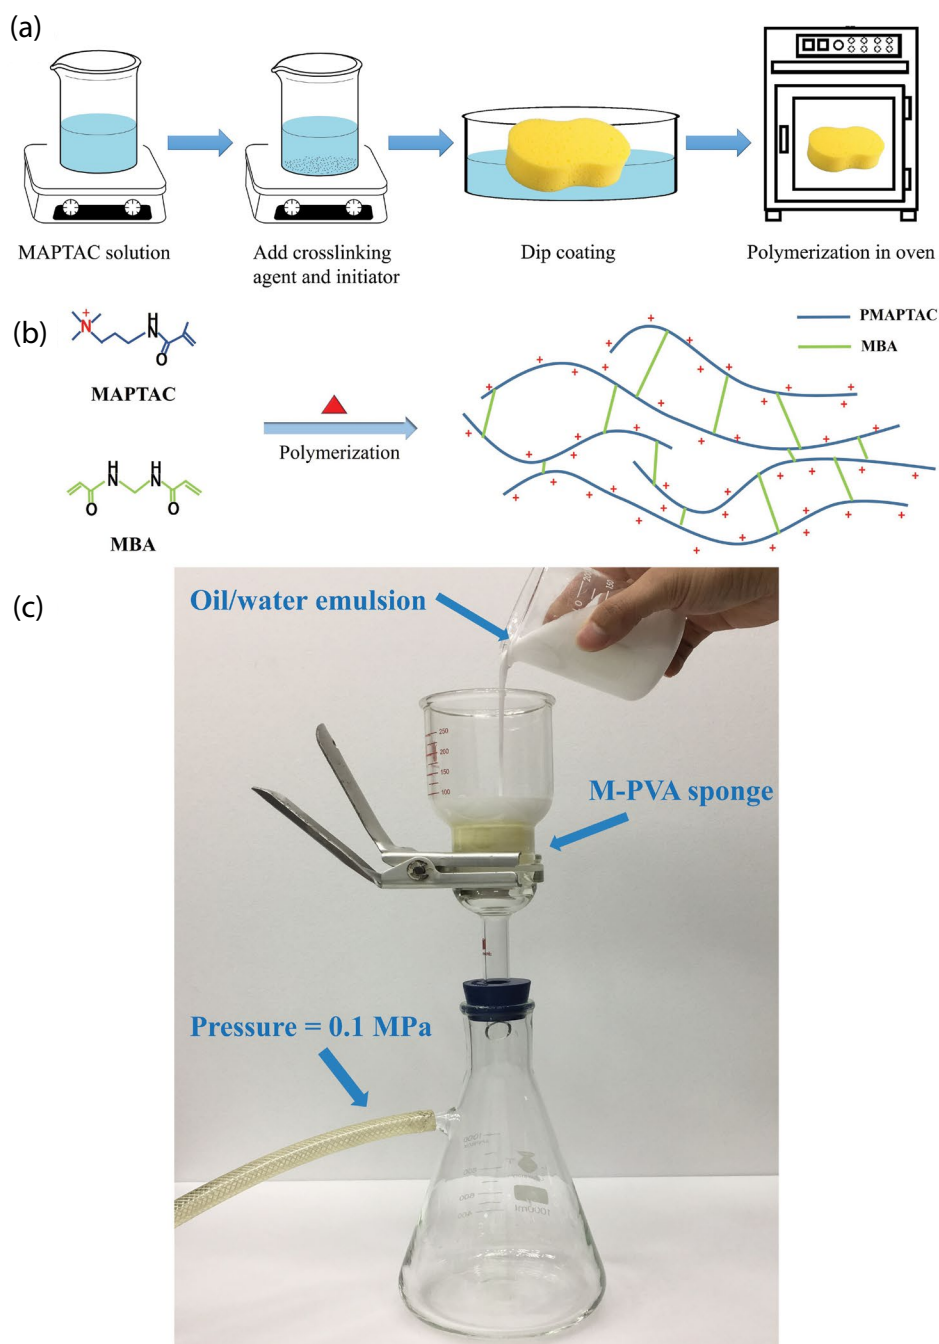 (a)
MAPTAC solution
Add crosslinking
agent and initiator
Dip coating
Polymerization in oven
(b)
N
+
H
N
O
MAPTAC
H
N
H
N
O
O
MBA
Polymerization
PMAPTAC
MBA
(c)
Oil/water emulsion
250
200
150
100
M-PVA sponge
Pressure = 0.1 MPa
1000ml